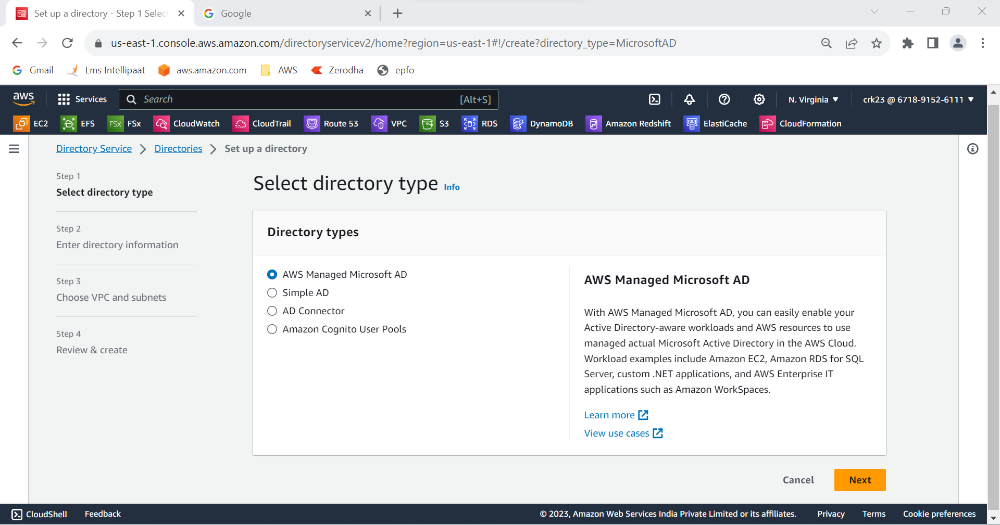 Set up a directory - Step 1 Select
Google
us-east-1.console.aws.amazon.com/directoryservicev2/home?region=us-east-1#!/create?directory_type=MicrosoftAD
Gmail Lms Intellipaat aws.amazon.com AWS Zerodha epfo
aws Services Search [Alt+S] N. Virginia crk23 @ 6718-9152-6111
EC2 EFS FSx FSx CloudWatch CloudTrail 53 Route 53 VPC S3 RDS DynamoDB Amazon Redshift ElastiCache CloudFormation
Directory Service Directories Set up a directory
Step 1
Select directory type
Step 2
Enter directory information
Step 3
Choose VPC and subnets
Step 4
Review & create
Select directory type Info
Directory types
AWS Managed Microsoft AD
Simple AD
AD Connector
Amazon Cognito User Pools
AWS Managed Microsoft AD
With AWS Managed Microsoft AD, you can easily enable your
Active Directory-aware workloads and AWS resources to use
managed actual Microsoft Active Directory in the AWS Cloud.
Workload examples include Amazon EC2, Amazon RDS for SQL
Server, custom .NET applications, and AWS Enterprise IT
applications such as Amazon WorkSpaces.
Learn more
View use cases
Cancel Next
CloudShell Feedback © 2023, Amazon Web Services India Private Limited or its affiliates. Privacy Terms Cookie preferences